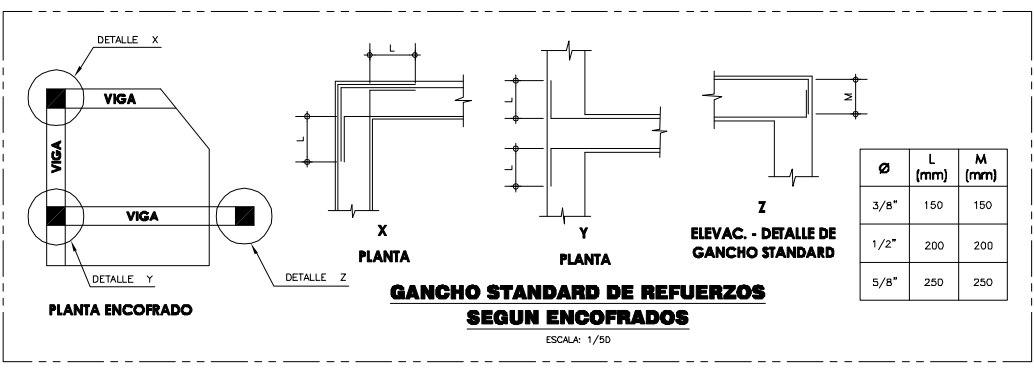 DETALLE X
VIGA
VIGA
VIGA
DETALLE Y
DETALLE Z
PLANTA ENCOFRADO
L
L
X
PLANTA
L
L
Y
PLANTA
M
Z
ELEVAC. - DETALLE DE
GANCHO STANDARD
GANCHO STANDARD DE REFUERZOS
SEGUN ENCOFRADOS
ESCALA: 1/50
Ø L (mm) M (mm)
3/8" 150 150
1/2" 200 200
5/8" 250 250